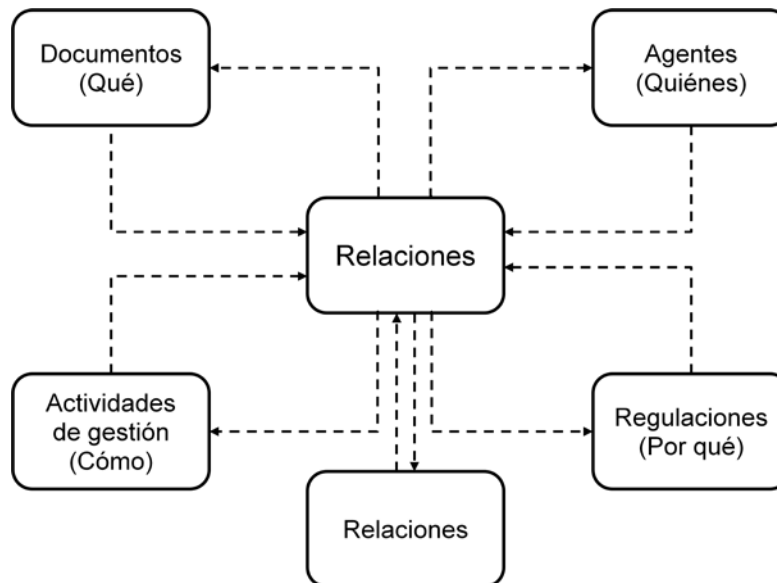 Documentos
(Qué)
Agentes
(Quiénes)
Relaciones
Actividades
de gestión
(Cómo)
Regulaciones
(Por qué)
Relaciones